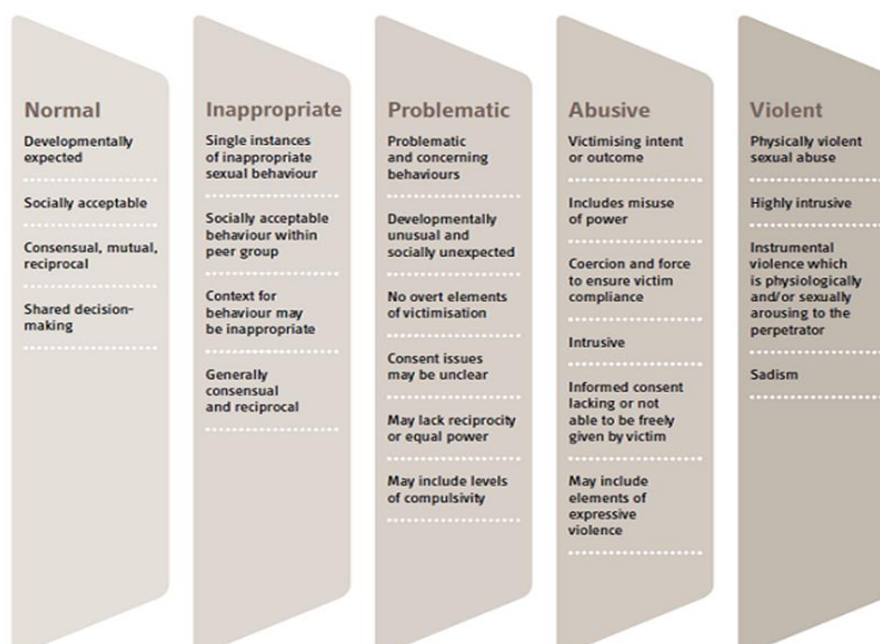 Normal
Developmentally
expected
Socially acceptable
Consensual, mutual,
reciprocal
Shared decision-
making
Inappropriate
Single instances
of inappropriate
sexual behaviour
Socially acceptable
behaviour within
peer group
Context for
behaviour may
be inappropriate
Generally
consensual
and reciprocal
Problematic
Problematic
and concerning
behaviours
Developmentally
unusual and
socially unexpected
No overt elements
of victimisation
Consent issues
may be unclear
May lack reciprocity
or equal power
May include levels
of compulsivity
Abusive
Victimising intent
or outcome
Includes misuse
of power
Coercion and force
to ensure victim
compliance
Intrusive
Informed consent
lacking or not
able to be freely
given by victim
May include
elements of
expressive
violence
Violent
Physically violent
sexual abuse
Highly intrusive
Instrumental
violence which
is physiologically
and/or sexually
arousing to the
perpetrator
Sadism